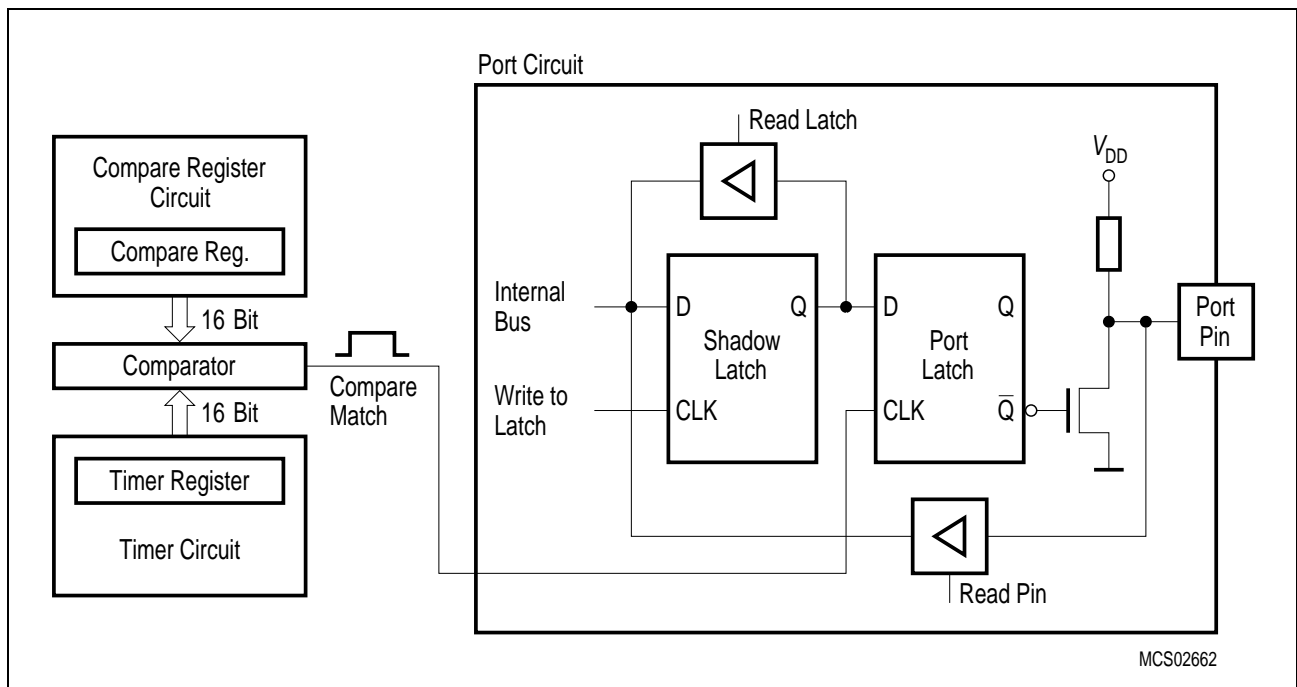 Port Circuit
Read Latch
V_DD
Compare Register
Circuit
Compare Reg.
16 Bit
Comparator
16 Bit
Timer Register
Timer Circuit
Compare
Match
Internal
Bus
Write to
Latch
D
Q
Shadow
Latch
CLK
D
Q
Port
Latch
CLK
Q̅
Port
Pin
Read Pin
MCS02662